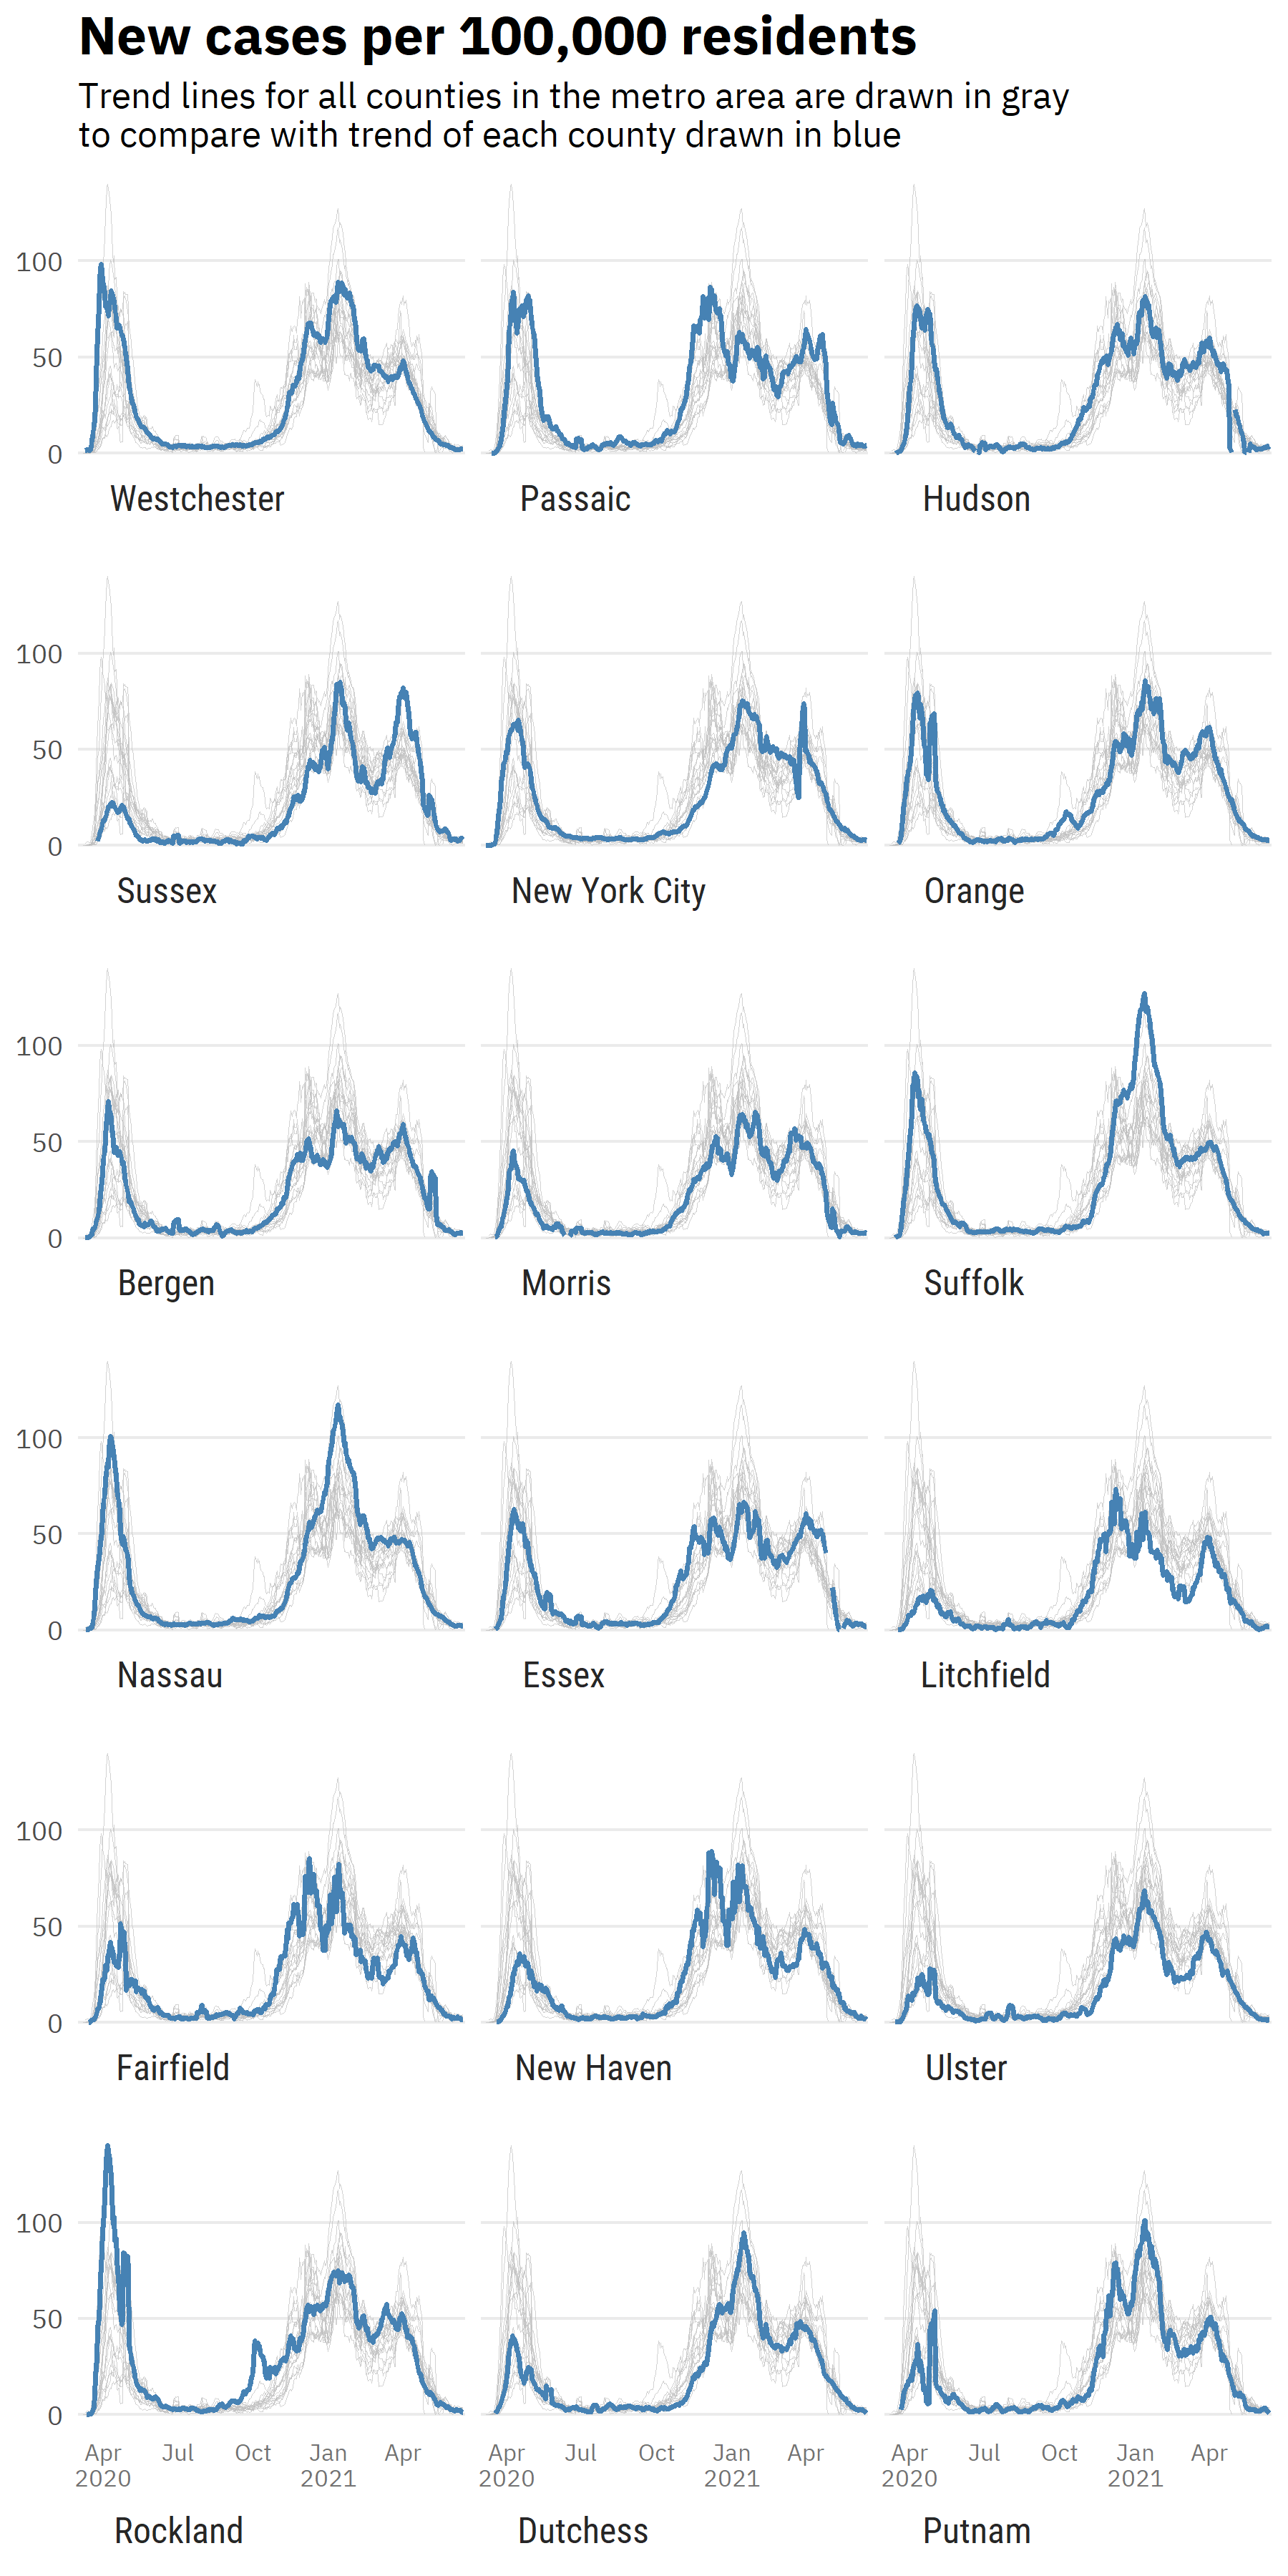 New cases per 100,000 residents
Trend lines for all counties in the metro area are drawn in gray
to compare with trend of each county drawn in blue
100
50
0
Westchester Passaic Hudson
100
50
0
Sussex New York City Orange
100
50
0
Bergen Morris Suffolk
100
50
0
Nassau Essex Litchfield
100
50
0
Fairfield New Haven Ulster
100
50
0
Apr Jul Oct Jan Apr Apr Jul Oct Jan Apr Apr Jul Oct Jan Apr
2020 2021 2020 2021 2020 2021
Rockland Dutchess Putnam